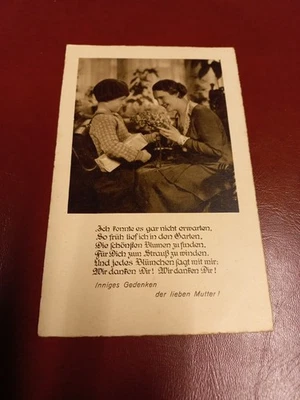 Ich konnte es gar nicht erwarten,
So früh lief ich in den Garten,
Die schönsten Blumen zu finden,
Für Dich zum Strauß zu winden.
Und jedes Blümchen sagt mit mir:
Wir danken Dir! Wir danken Dir!
Inniges Gedenken
der lieben Mutter!